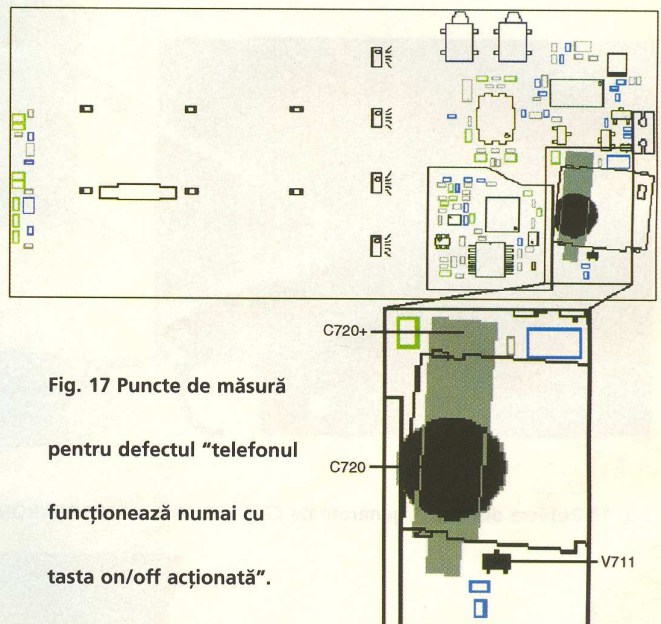 C720+
Fig. 17 Puncte de măsură
pentru defectul “telefonul
C720
funcționează numai cu
V711
tasta on/off acționată”.